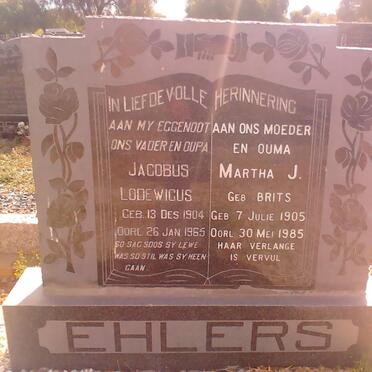 IN LIEFDEVOLLE HERINNERING
AAN MY EGGENOOT
ONS VADER EN OUPA
JACOBUS
LODEWICUS
GEB. 13 DES 1904
OORL. 26 JAN 1965
SO SAG SOOS SY LEWE
WAS SO STIL WAS SY HEEN
GAAN
AAN ONS MOEDER
EN OUMA
MARTHA J.
GEB BRITS
GEB 7 JULIE 1905
OORL 30 MEI 1985
HAAR VERLANGE
IS VERVUL
EHLERS